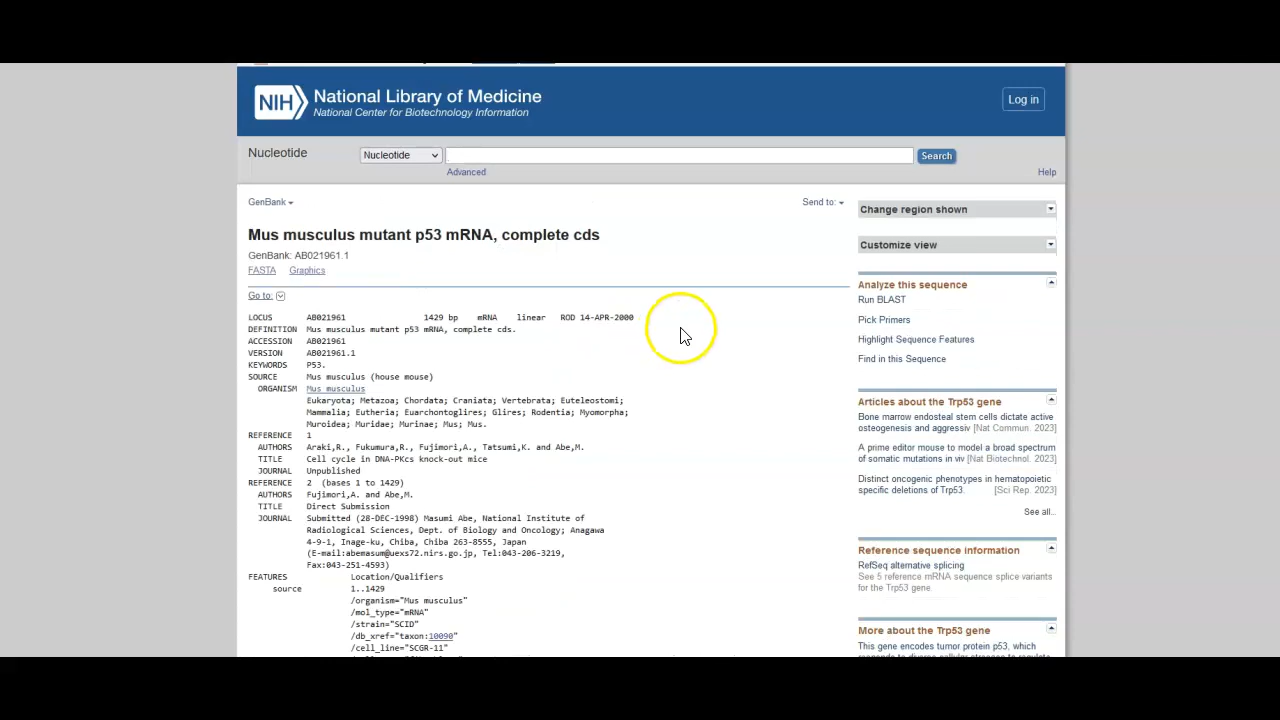 NIH National Library of Medicine
National Center for Biotechnology Information
Log in
Nucleotide
Nucleotide
Search
Advanced
Help
GenBank
Send to:
Mus musculus mutant p53 mRNA, complete cds
GenBank: AB021961.1
FASTA Graphics
Go to:
LOCUS AB021961 1429 bp mRNA linear ROD 14-APR-2000
DEFINITION Mus musculus mutant p53 mRNA, complete cds.
ACCESSION AB021961
VERSION AB021961.1
KEYWORDS P53.
SOURCE Mus musculus (house mouse)
ORGANISM Mus musculus
Eukaryota; Metazoa; Chordata; Craniata; Vertebrata; Euteleostomi;
Mammalia; Eutheria; Euarchontoglires; Glires; Rodentia; Myomorpha;
Muroidea; Muridae; Murinae; Mus; Mus.
REFERENCE 1
AUTHORS Araki,R., Fukumura,R., Fujimori,A., Tatsumi,K. and Abe,M.
TITLE Cell cycle in DNA-PKcs knock-out mice
JOURNAL Unpublished
REFERENCE 2 (bases 1 to 1429)
AUTHORS Fujimori,A. and Abe,M.
TITLE Direct Submission
JOURNAL Submitted (28-DEC-1998) Masumi Abe, National Institute of
Radiological Sciences, Dept. of Biology and Oncology; Anagawa
4-9-1, Inage-ku, Chiba, Chiba 263-8555, Japan
(E-mail:abemasum@uexs72.nirs.go.jp, Tel:043-206-3219,
Fax:043-251-4593)
FEATURES Location/Qualifiers
source 1..1429
/organism="Mus musculus"
/mol_type="mRNA"
/strain="SCID"
/db_xref="taxon:10090"
/cell_line="SCGR-11"
Change region shown
Customize view
Analyze this sequence
Run BLAST
Pick Primers
Highlight Sequence Features
Find in this Sequence
Articles about the Trp53 gene
Bone marrow endosteal stem cells dictate active
osteogenesis and aggressiv [Nat Commun. 2023]
A prime editor mouse to model a broad spectrum
of somatic mutations in viv [Nat Biotechnol. 2023]
Distinct oncogenic phenotypes in hematopoietic
specific deletions of Trp53. [Sci Rep. 2023]
See all...
Reference sequence information
RefSeq alternative splicing
See 5 reference mRNA sequence splice variants
for the Trp53 gene.
More about the Trp53 gene
This gene encodes tumor protein p53, which